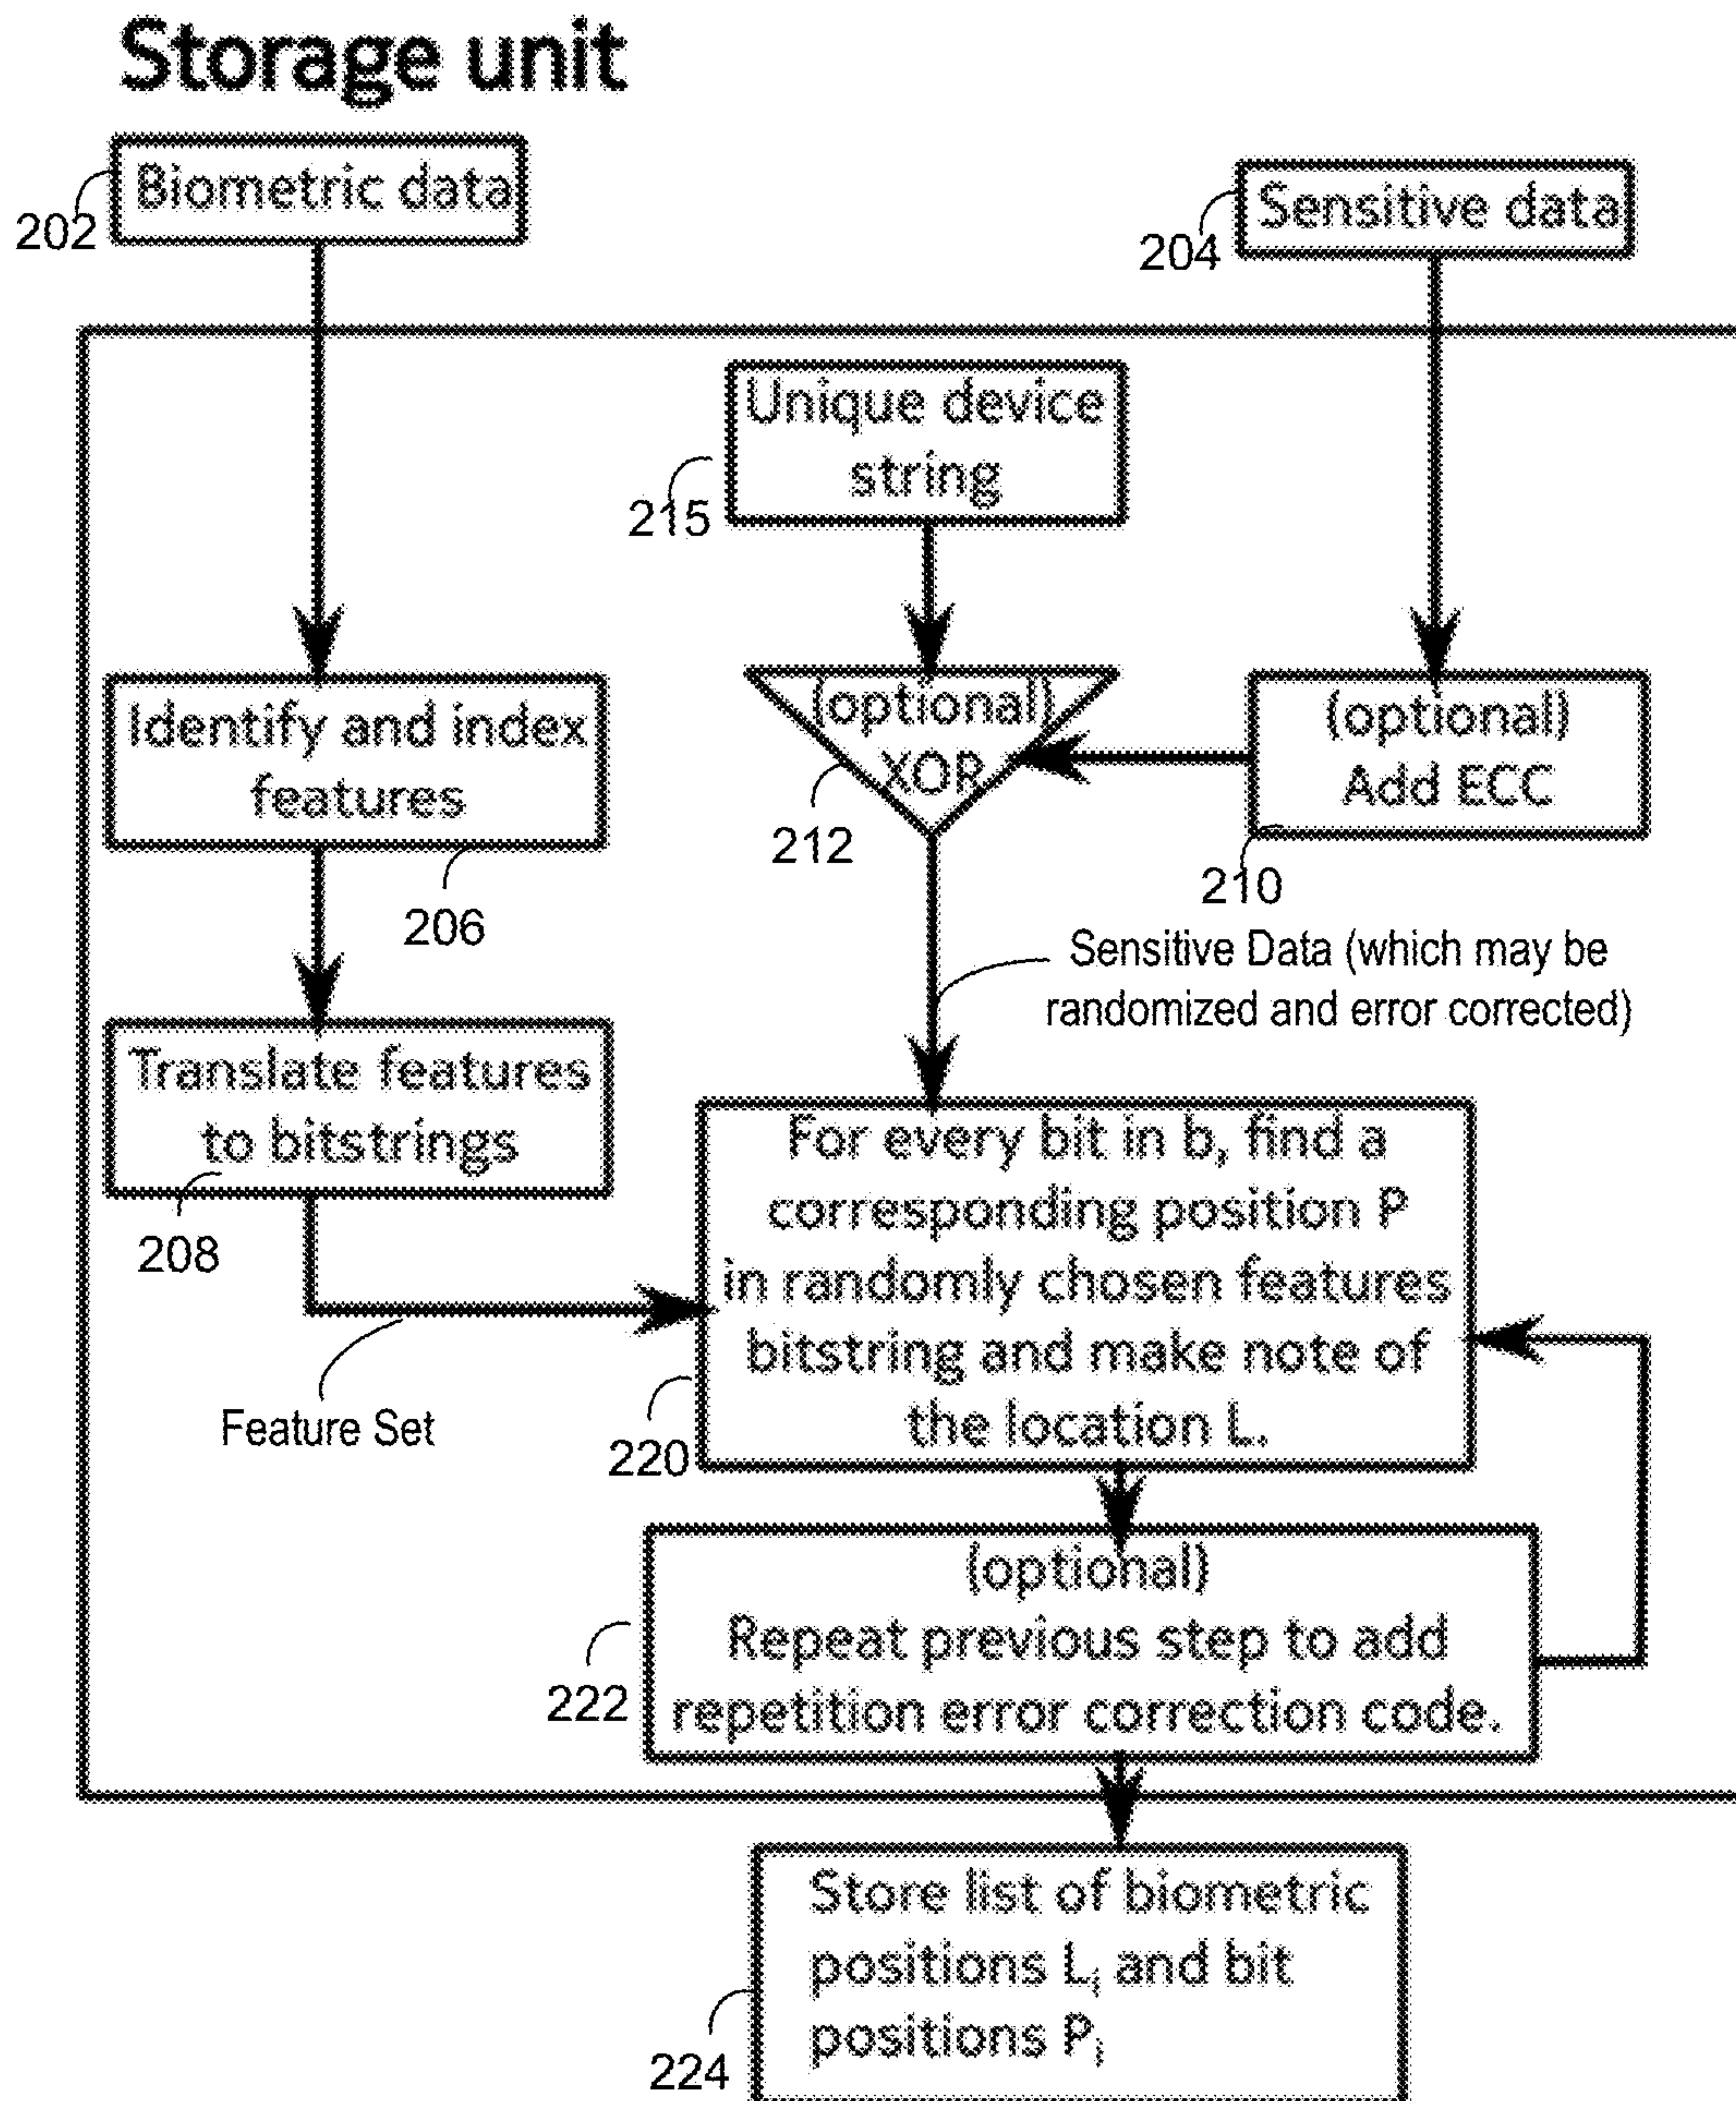 Storage unit
Biometric data
202
Sensitive data
204
Unique device
string
215
Identify and index
features
206
(optional)
XOR
212
(optional)
Add ECC
210
Sensitive Data (which may be
randomized and error corrected)
Translate features
to bitstrings
208
Feature Set
For every bit in b, find a
corresponding position P
in randomly chosen features
bitstring and make note of
the location L.
220
(optional)
Repeat previous step to add
repetition error correction code.
222
Store list of biometric
positions Li and bit
positions Pi
224